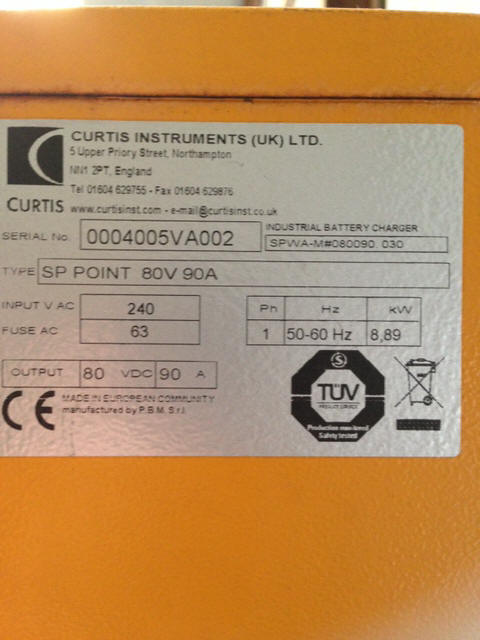 CURTIS INSTRUMENTS (UK) LTD.
5 Upper Priory Street, Northampton
NN1 2PT, England
Tel 01604 629755 - Fax 01604 629876
CURTIS www.curtisinst.com - e-mail@curtisinst.co.uk
SERIAL No. 0004005VA002 INDUSTRIAL BATTERY CHARGER
SPWA-M#080090 030
TYPE SP POINT 80V 90A
INPUT V AC 240 Ph Hz kW
FUSE AC 63 1 50-60 Hz 8,89
OUTPUT 80 VDC 90 A
CE MADE IN EUROPEAN COMMUNITY
manufactured by P.B.M. S.r.l.
S
TÜV
Production monitored
Safety tested